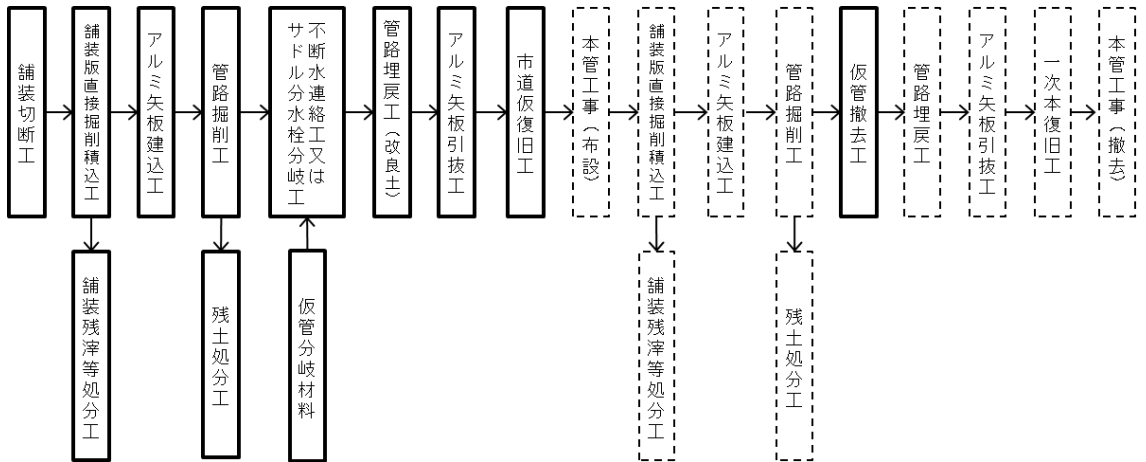 舗装切断工
舗装版直接掘削積込工
アルミ矢板建込工
管路掘削工
不断水連絡工又は
サドル分水栓分岐工
管路埋戻工（改良土）
アルミ矢板引抜工
市道仮復旧工
本管工事（布設）
舗装版直接掘削積込工
アルミ矢板建込工
管路掘削工
仮管撤去工
管路埋戻工
アルミ矢板引抜工
一次本復旧工
本管工事（撤去）
舗装残滓等処分工
残土処分工
仮管分岐材料
舗装残滓等処分工
残土処分工